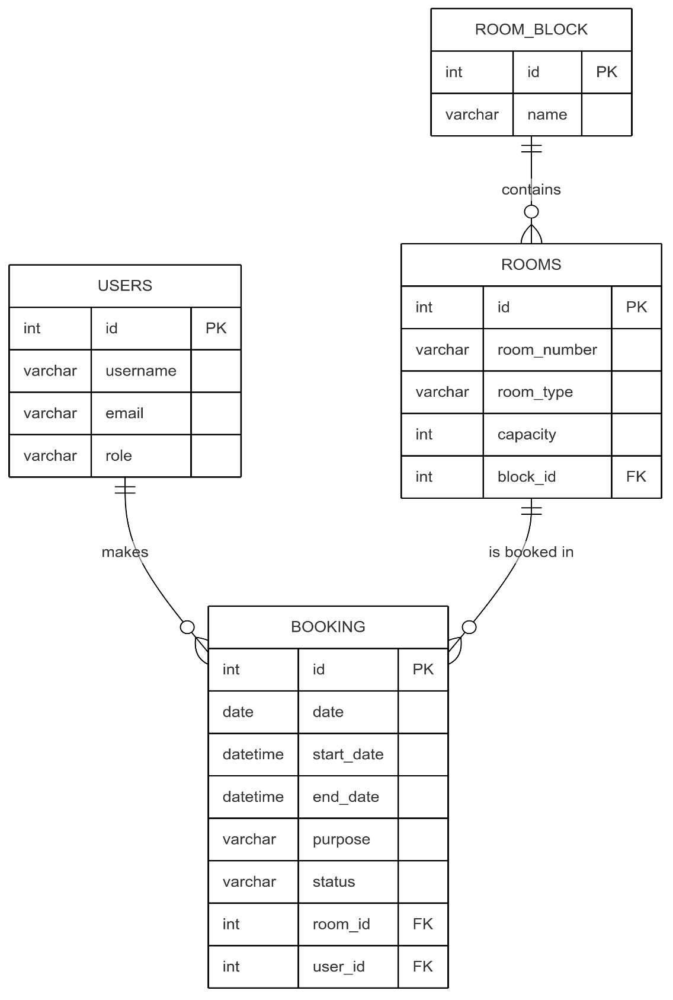 ROOM_BLOCK
int id PK
varchar name
contains
ROOMS
int id PK
varchar room_number
varchar room_type
int capacity
int block_id FK
USERS
int id PK
varchar username
varchar email
varchar role
makes
is booked in
BOOKING
int id PK
date date
datetime start_date
datetime end_date
varchar purpose
varchar status
int room_id FK
int user_id FK